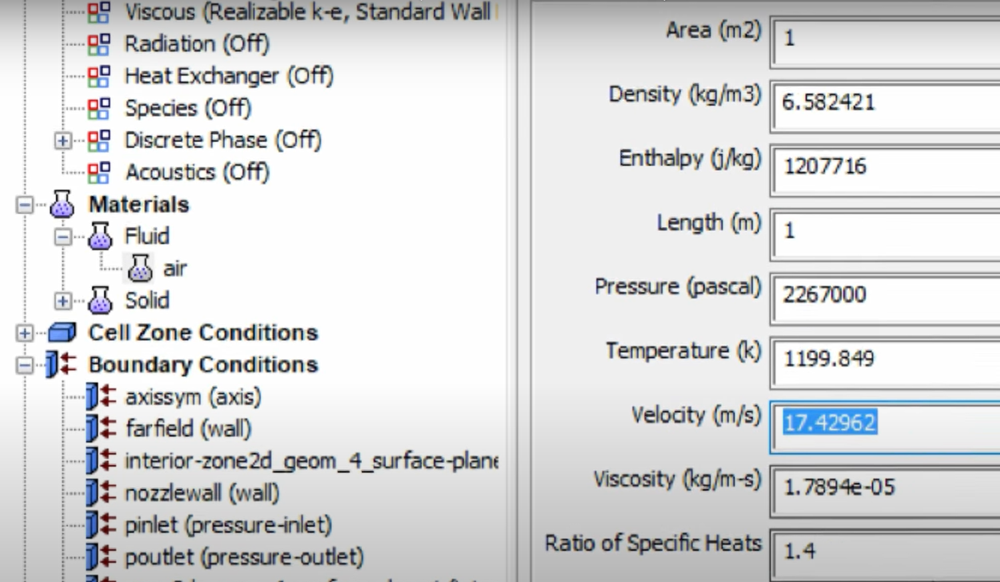 Viscous (Realizable k-e, Standard Wall
Radiation (Off)
Heat Exchanger (Off)
Species (Off)
Discrete Phase (Off)
Acoustics (Off)
Materials
Fluid
air
Solid
Cell Zone Conditions
Boundary Conditions
axissym (axis)
farfield (wall)
interior-zone2d_geom_4_surface-plane
nozzlewall (wall)
pinlet (pressure-inlet)
poutlet (pressure-outlet)
Area (m2)
1
Density (kg/m3)
6.582421
Enthalpy (j/kg)
1207716
Length (m)
1
Pressure (pascal)
2267000
Temperature (k)
1199.849
Velocity (m/s)
17.42962
Viscosity (kg/m-s)
1.7894e-05
Ratio of Specific Heats
1.4